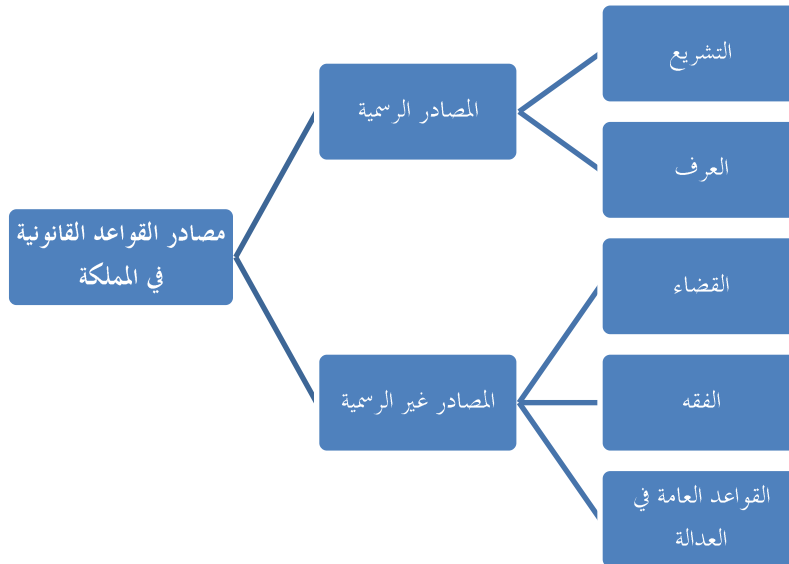 مصادر القواعد القانونية
في المملكة
المصادر الرسمية
التشريع
العرف
المصادر غير الرسمية
القضاء
الفقه
القواعد العامة في
العدالة